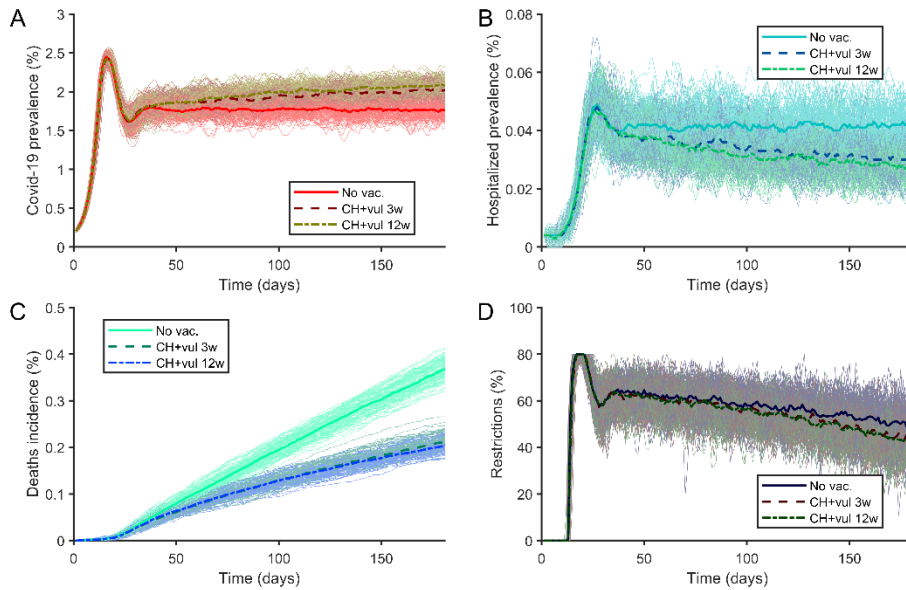 A
Covid-19 prevalence (%)
3
2.5
2
1.5
1
0.5
0
0
50
100
150
Time (days)
No vac.
CH+vul 3w
CH+vul 12w
B
Hospitalized prevalence (%)
0.08
0.06
0.04
0.02
0
0
50
100
150
Time (days)
No vac.
CH+vul 3w
CH+vul 12w
C
Deaths incidence (%)
0.5
0.4
0.3
0.2
0.1
0
0
50
100
150
Time (days)
No vac.
CH+vul 3w
CH+vul 12w
D
Restrictions (%)
100
80
60
40
20
0
0
50
100
150
Time (days)
No vac.
CH+vul 3w
CH+vul 12w